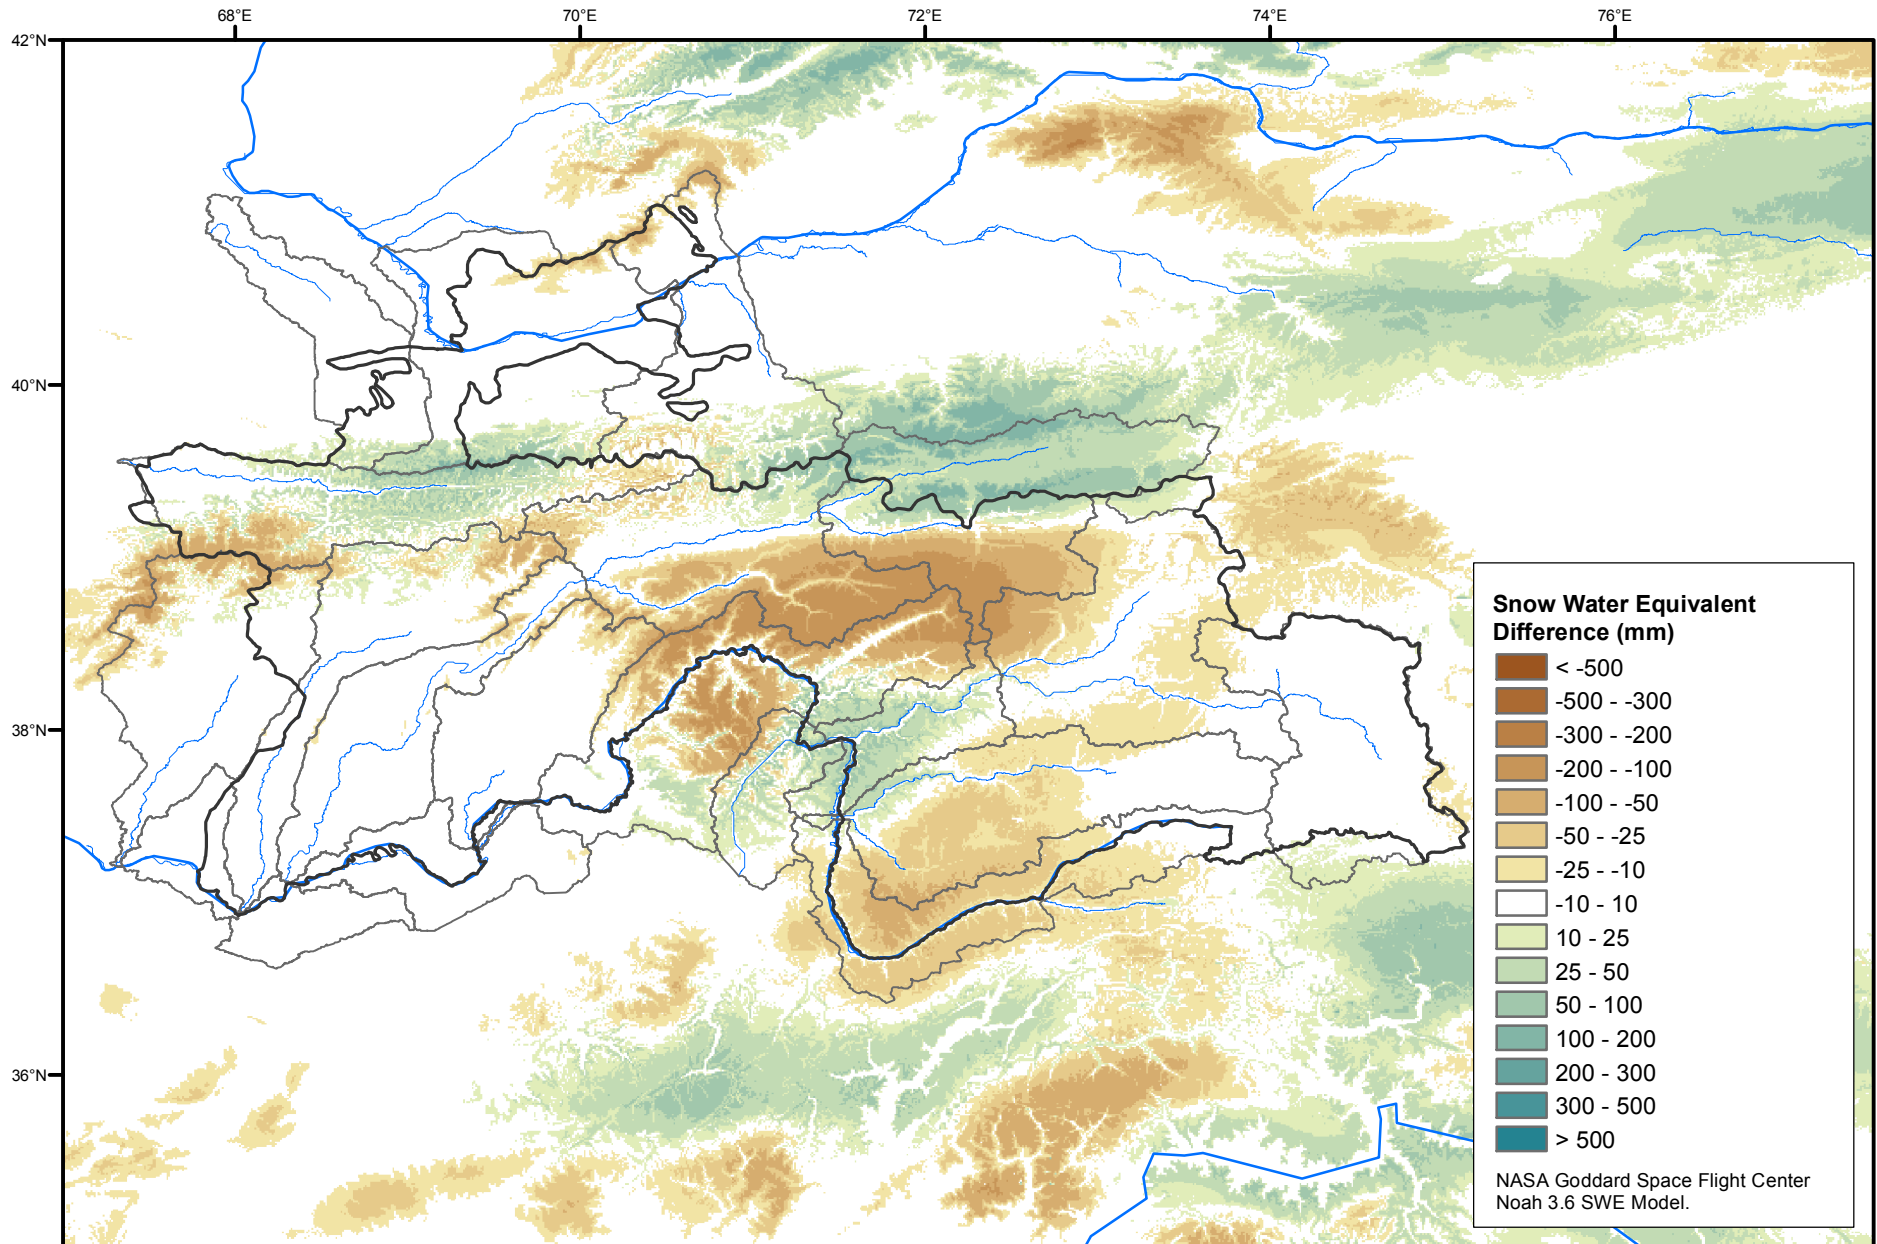 68°E
70°E
72°E
74°E
76°E
42°N
40°N
38°N
36°N
Snow Water Equivalent
Difference (mm)
< -500
-500 - -300
-300 - -200
-200 - -100
-100 - -50
-50 - -25
-25 - -10
-10 - 10
10 - 25
25 - 50
50 - 100
100 - 200
200 - 300
300 - 500
> 500
NASA Goddard Space Flight Center
Noah 3.6 SWE Model.